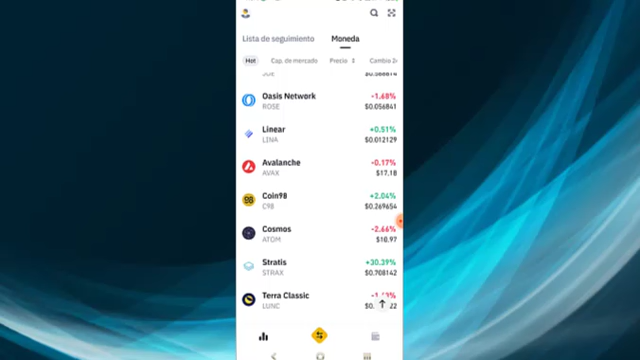 Lista de seguimiento Moneda
Hot Cap. de mercado Precio Cambio
Oasis Network -1.68%
ROSE $0.056841
Linear +0.51%
LINA $0.012129
Avalanche -0.17%
AVAX $17.18
Coin98 +2.04%
C98 $0.269654
Cosmos -2.66%
ATOM $10.97
Stratis +30.39%
STRAX $0.708142
Terra Classic
LUNC